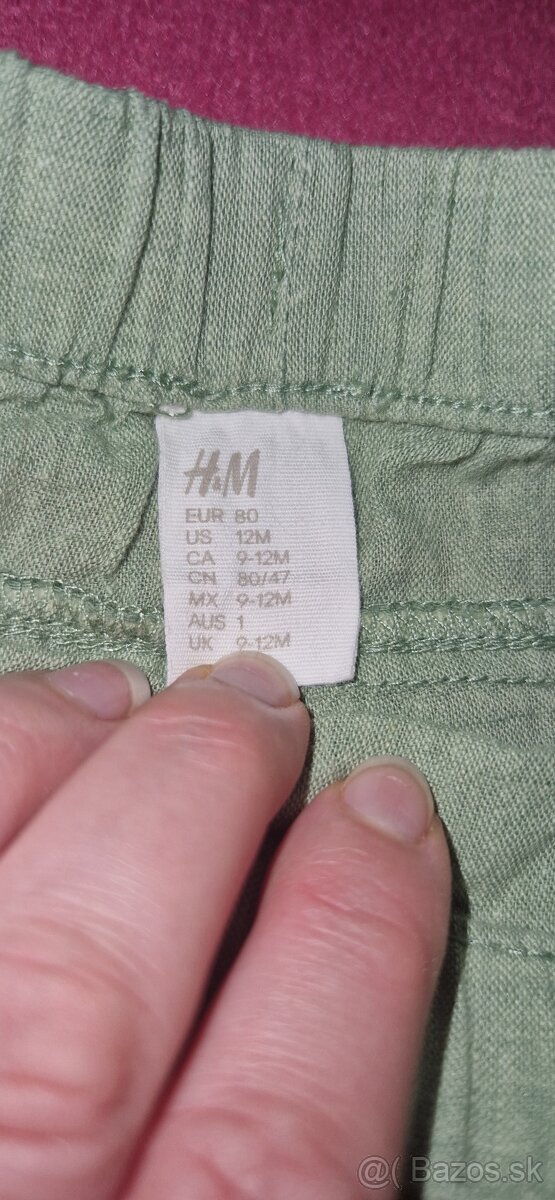 H&M
EUR 80
US 12M
CA 9-12M
CN 80/47
MX 9-12M
AUS 1
UK 9-12M
@( Bazos.sk